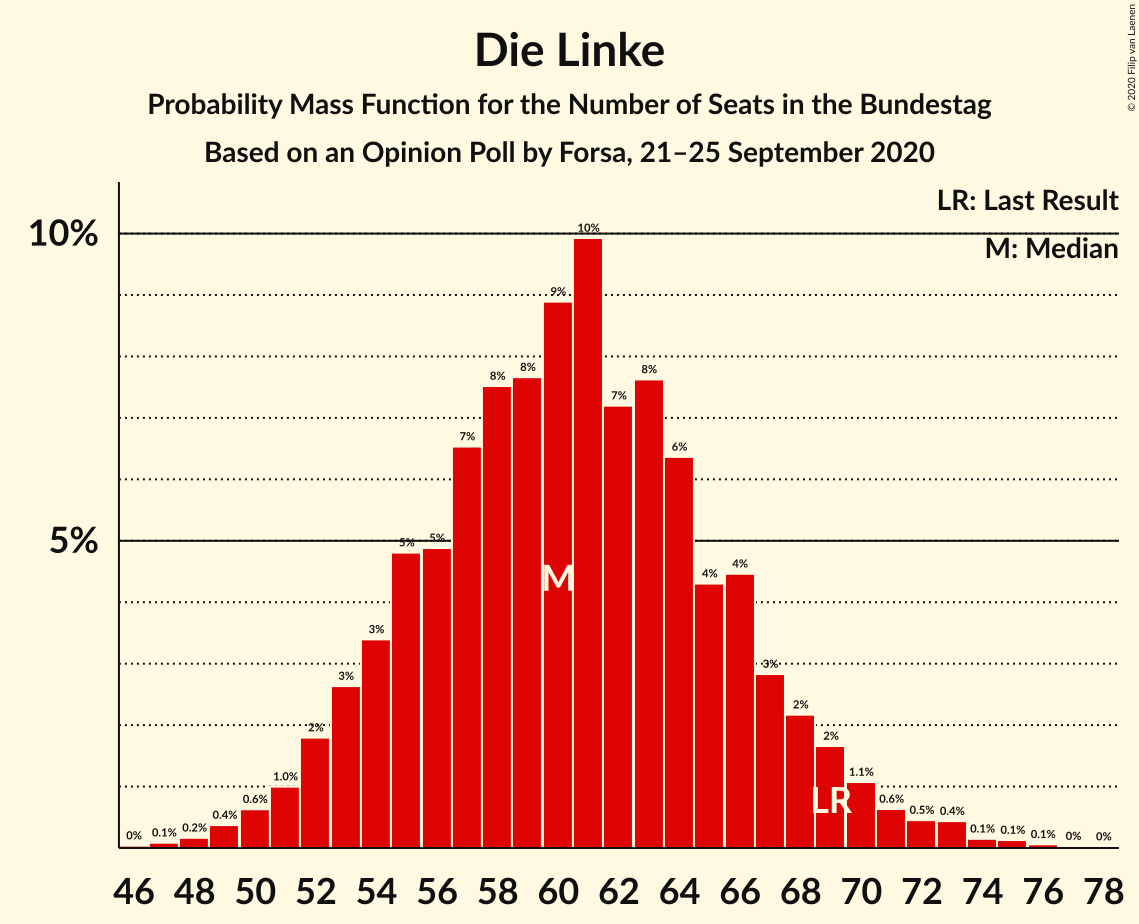 © 2020 Filip van Laenen
Die Linke
Probability Mass Function for the Number of Seats in the Bundestag
Based on an Opinion Poll by Forsa, 21–25 September 2020
LR: Last Result
M: Median
10%
5%
0% 0.1% 0.2% 0.4% 0.6% 1.0% 2% 3% 3% 5% 5% 7% 8% 8% 9% 10% 7% 8% 6% 4% 4% 3% 2% 2% 1.1% 0.6% 0.5% 0.4% 0.1% 0.1% 0.1% 0% 0%
M
LR
46 48 50 52 54 56 58 60 62 64 66 68 70 72 74 76 78